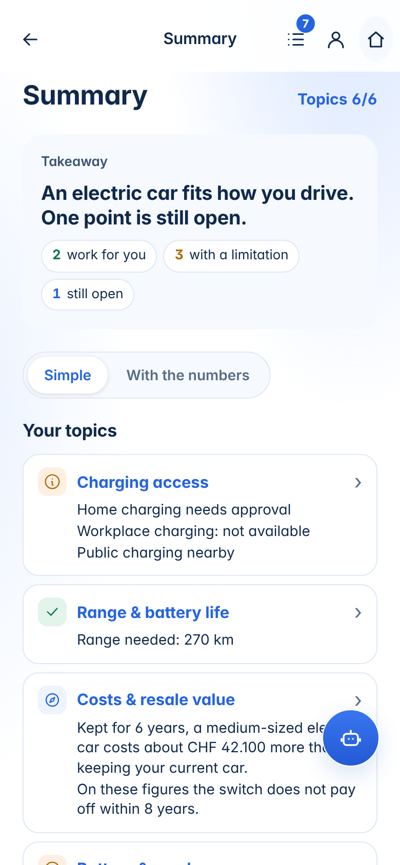 7
Summary
Summary
Topics 6/6
Takeaway
An electric car fits how you drive.
One point is still open.
2 work for you
3 with a limitation
1 still open
Simple
With the numbers
Your topics
Charging access
Home charging needs approval
Workplace charging: not available
Public charging nearby
Range & battery life
Range needed: 270 km
Costs & resale value
Kept for 6 years, a medium-sized
car costs about CHF 42.100 more
keeping your current car.
On these figures the switch does not pay
off within 8 years.